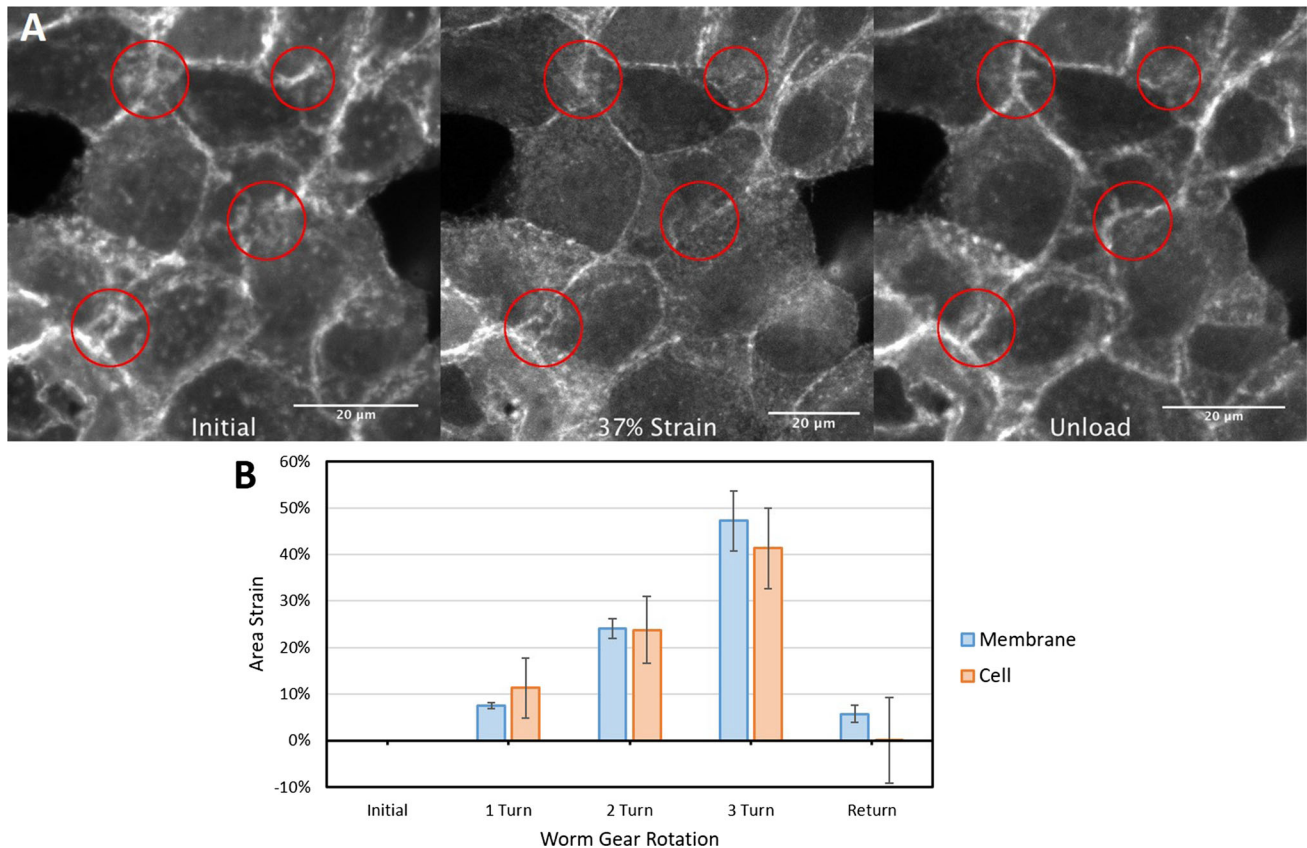 A
20 µm
Initial
20 µm
37% Strain
20 µm
Unload
B
60%
50%
40%
30%
20%
10%
0%
-10%
Area Strain
Initial
1 Turn
2 Turn
3 Turn
Return
Worm Gear Rotation
Membrane
Cell